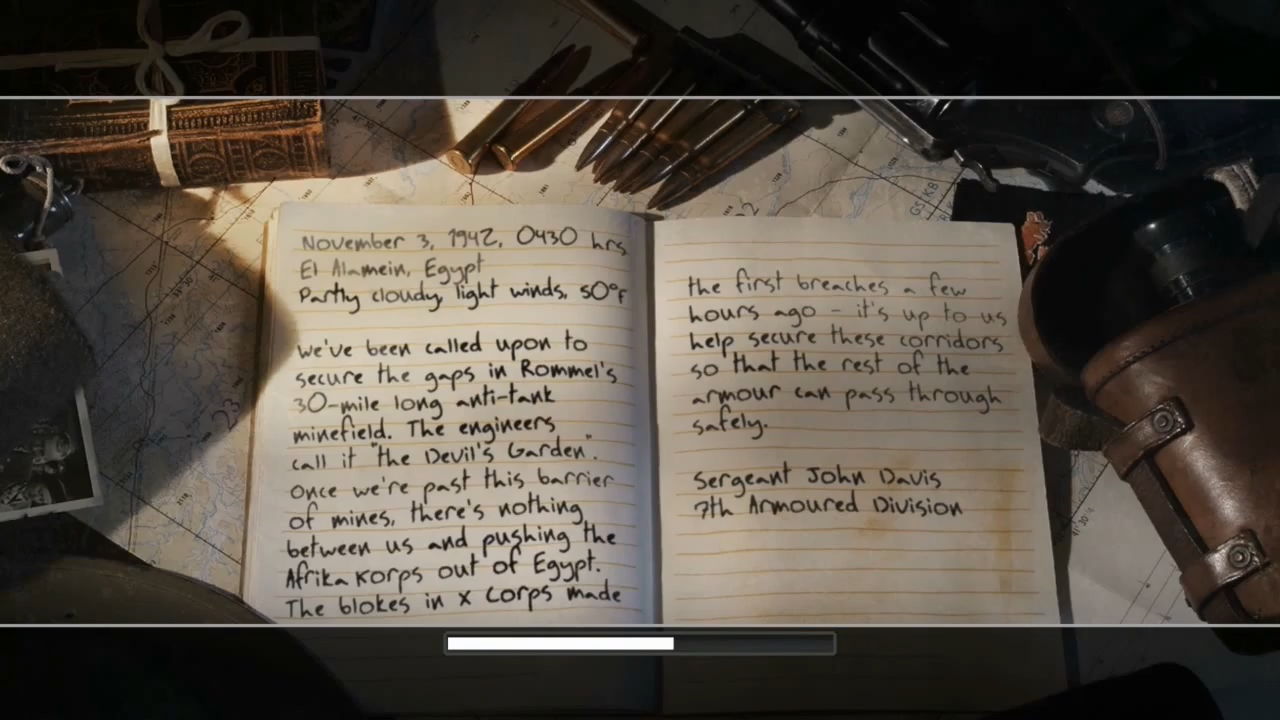 November 3, 1942, 0430 hrs
El Alamein, Egypt
Partly cloudy, light winds, 50°F
We've been called upon to
secure the gaps in Rommel's
30-mile long anti-tank
minefield. The engineers
call it "the Devil's Garden".
Once we're past this barrier
of mines, there's nothing
between us and pushing the
Afrika Korps out of Egypt.
The blokes in X Corps made
the first breaches a few
hours ago - it's up to us
help secure these corridors
so that the rest of the
armour can pass through
safely.
Sergeant John Davis
7th Armoured Division
GS, KB